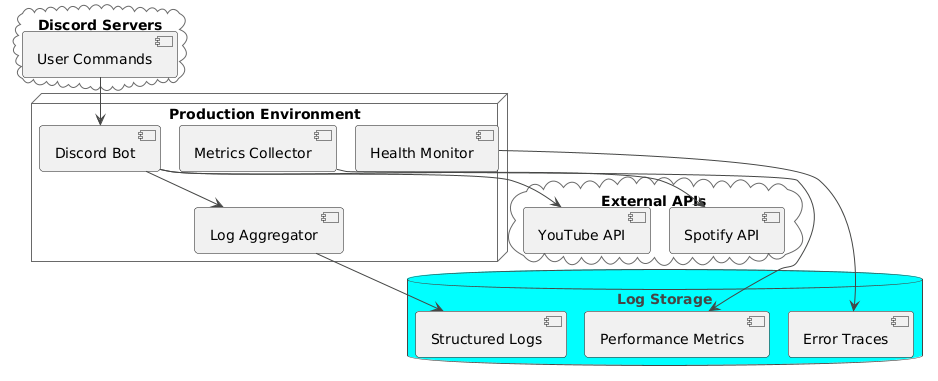 Discord Servers
User Commands
Production Environment
Discord Bot
Metrics Collector
Health Monitor
Log Aggregator
External APIs
YouTube API
Spotify API
Log Storage
Structured Logs
Performance Metrics
Error Traces